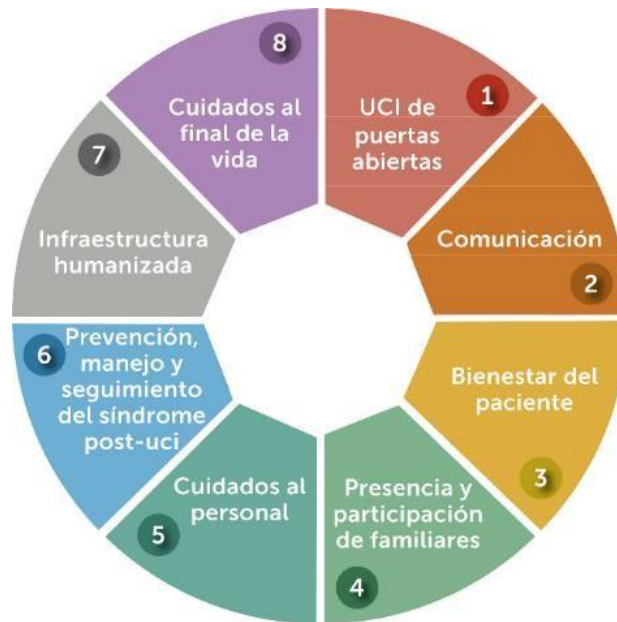 1
UCI de
puertas
abiertas
Comunicación
2
Bienestar del
paciente
3
Presencia y
participación
de familiares
4
Cuidados al
personal
5
6
Prevención,
manejo y
seguimiento
del síndrome
post-uci
7
Infraestructura
humanizada
8
Cuidados al
final de la
vida